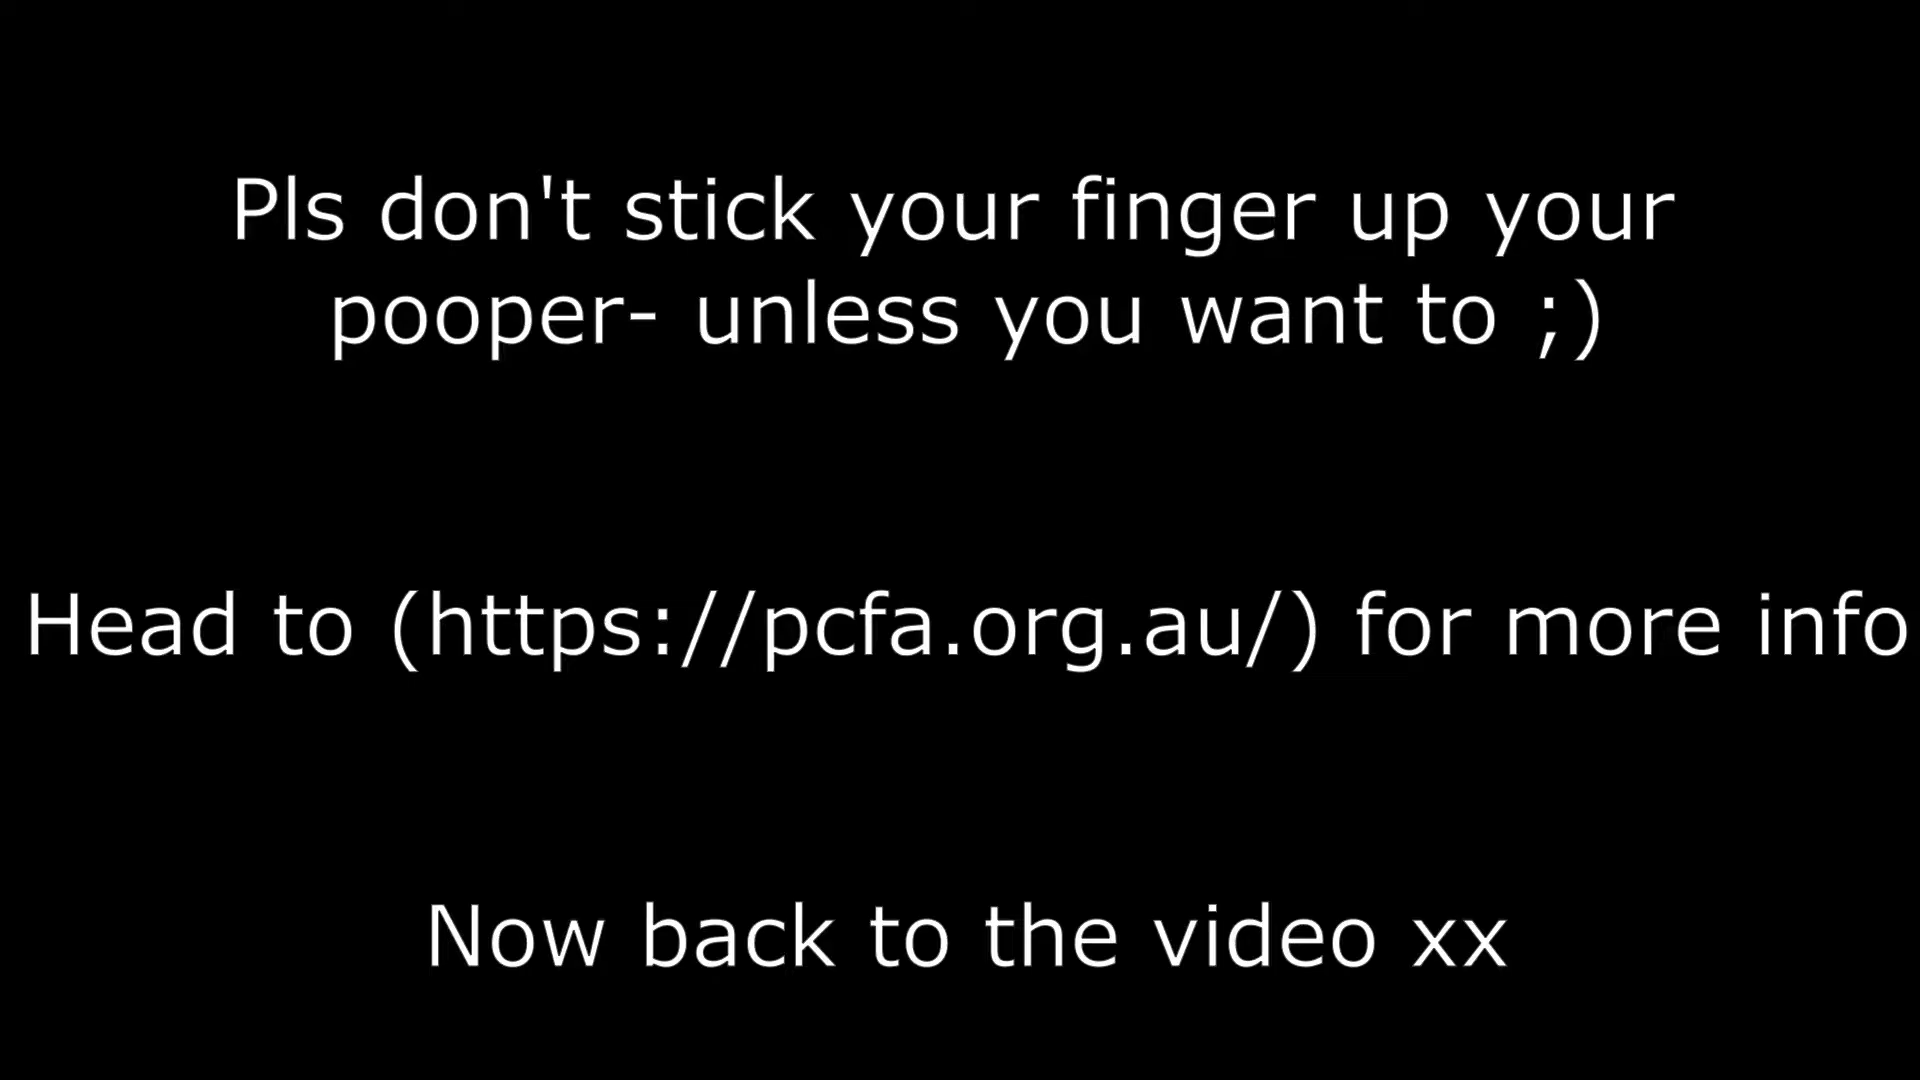 Pls don't stick your finger up your
pooper- unless you want to ;)
Head to (https://pcfa.org.au/) for more info
Now back to the video xx